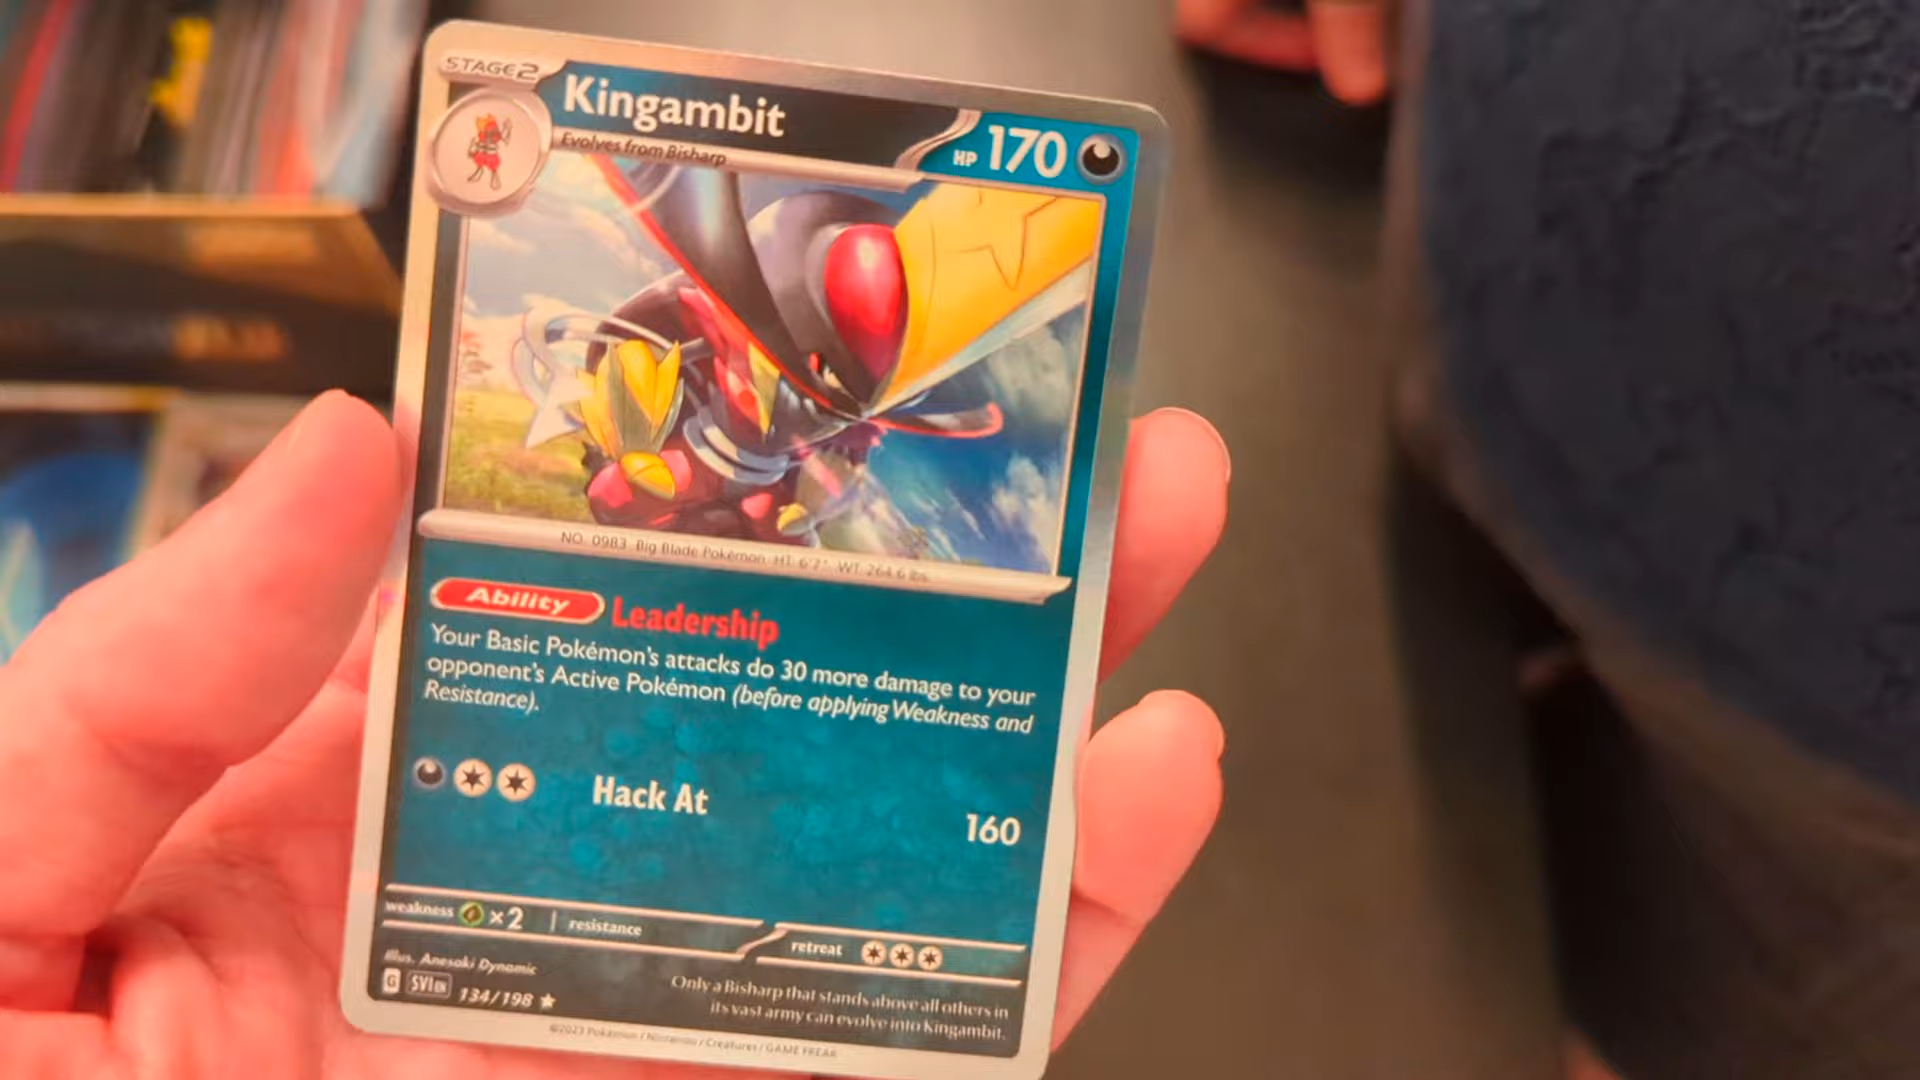 STAGE2
Kingambit
HP 170
Evolves from Bisharp
NO. 0983 Big Blade Pokémon HT: 6'7" WT: 264.6 lbs.
Ability Leadership
Your Basic Pokémon's attacks do 30 more damage to your
opponent's Active Pokémon (before applying Weakness and
Resistance).
Hack At
160
weakness ×2 resistance
retreat
Illus. Anesaki Dynamic
G SVI EN 134/198
Only a Bisharp that stands above all others in
its vast army can evolve into Kingambit.
©2023 Pokémon / Nintendo / Creatures / GAME FREAK